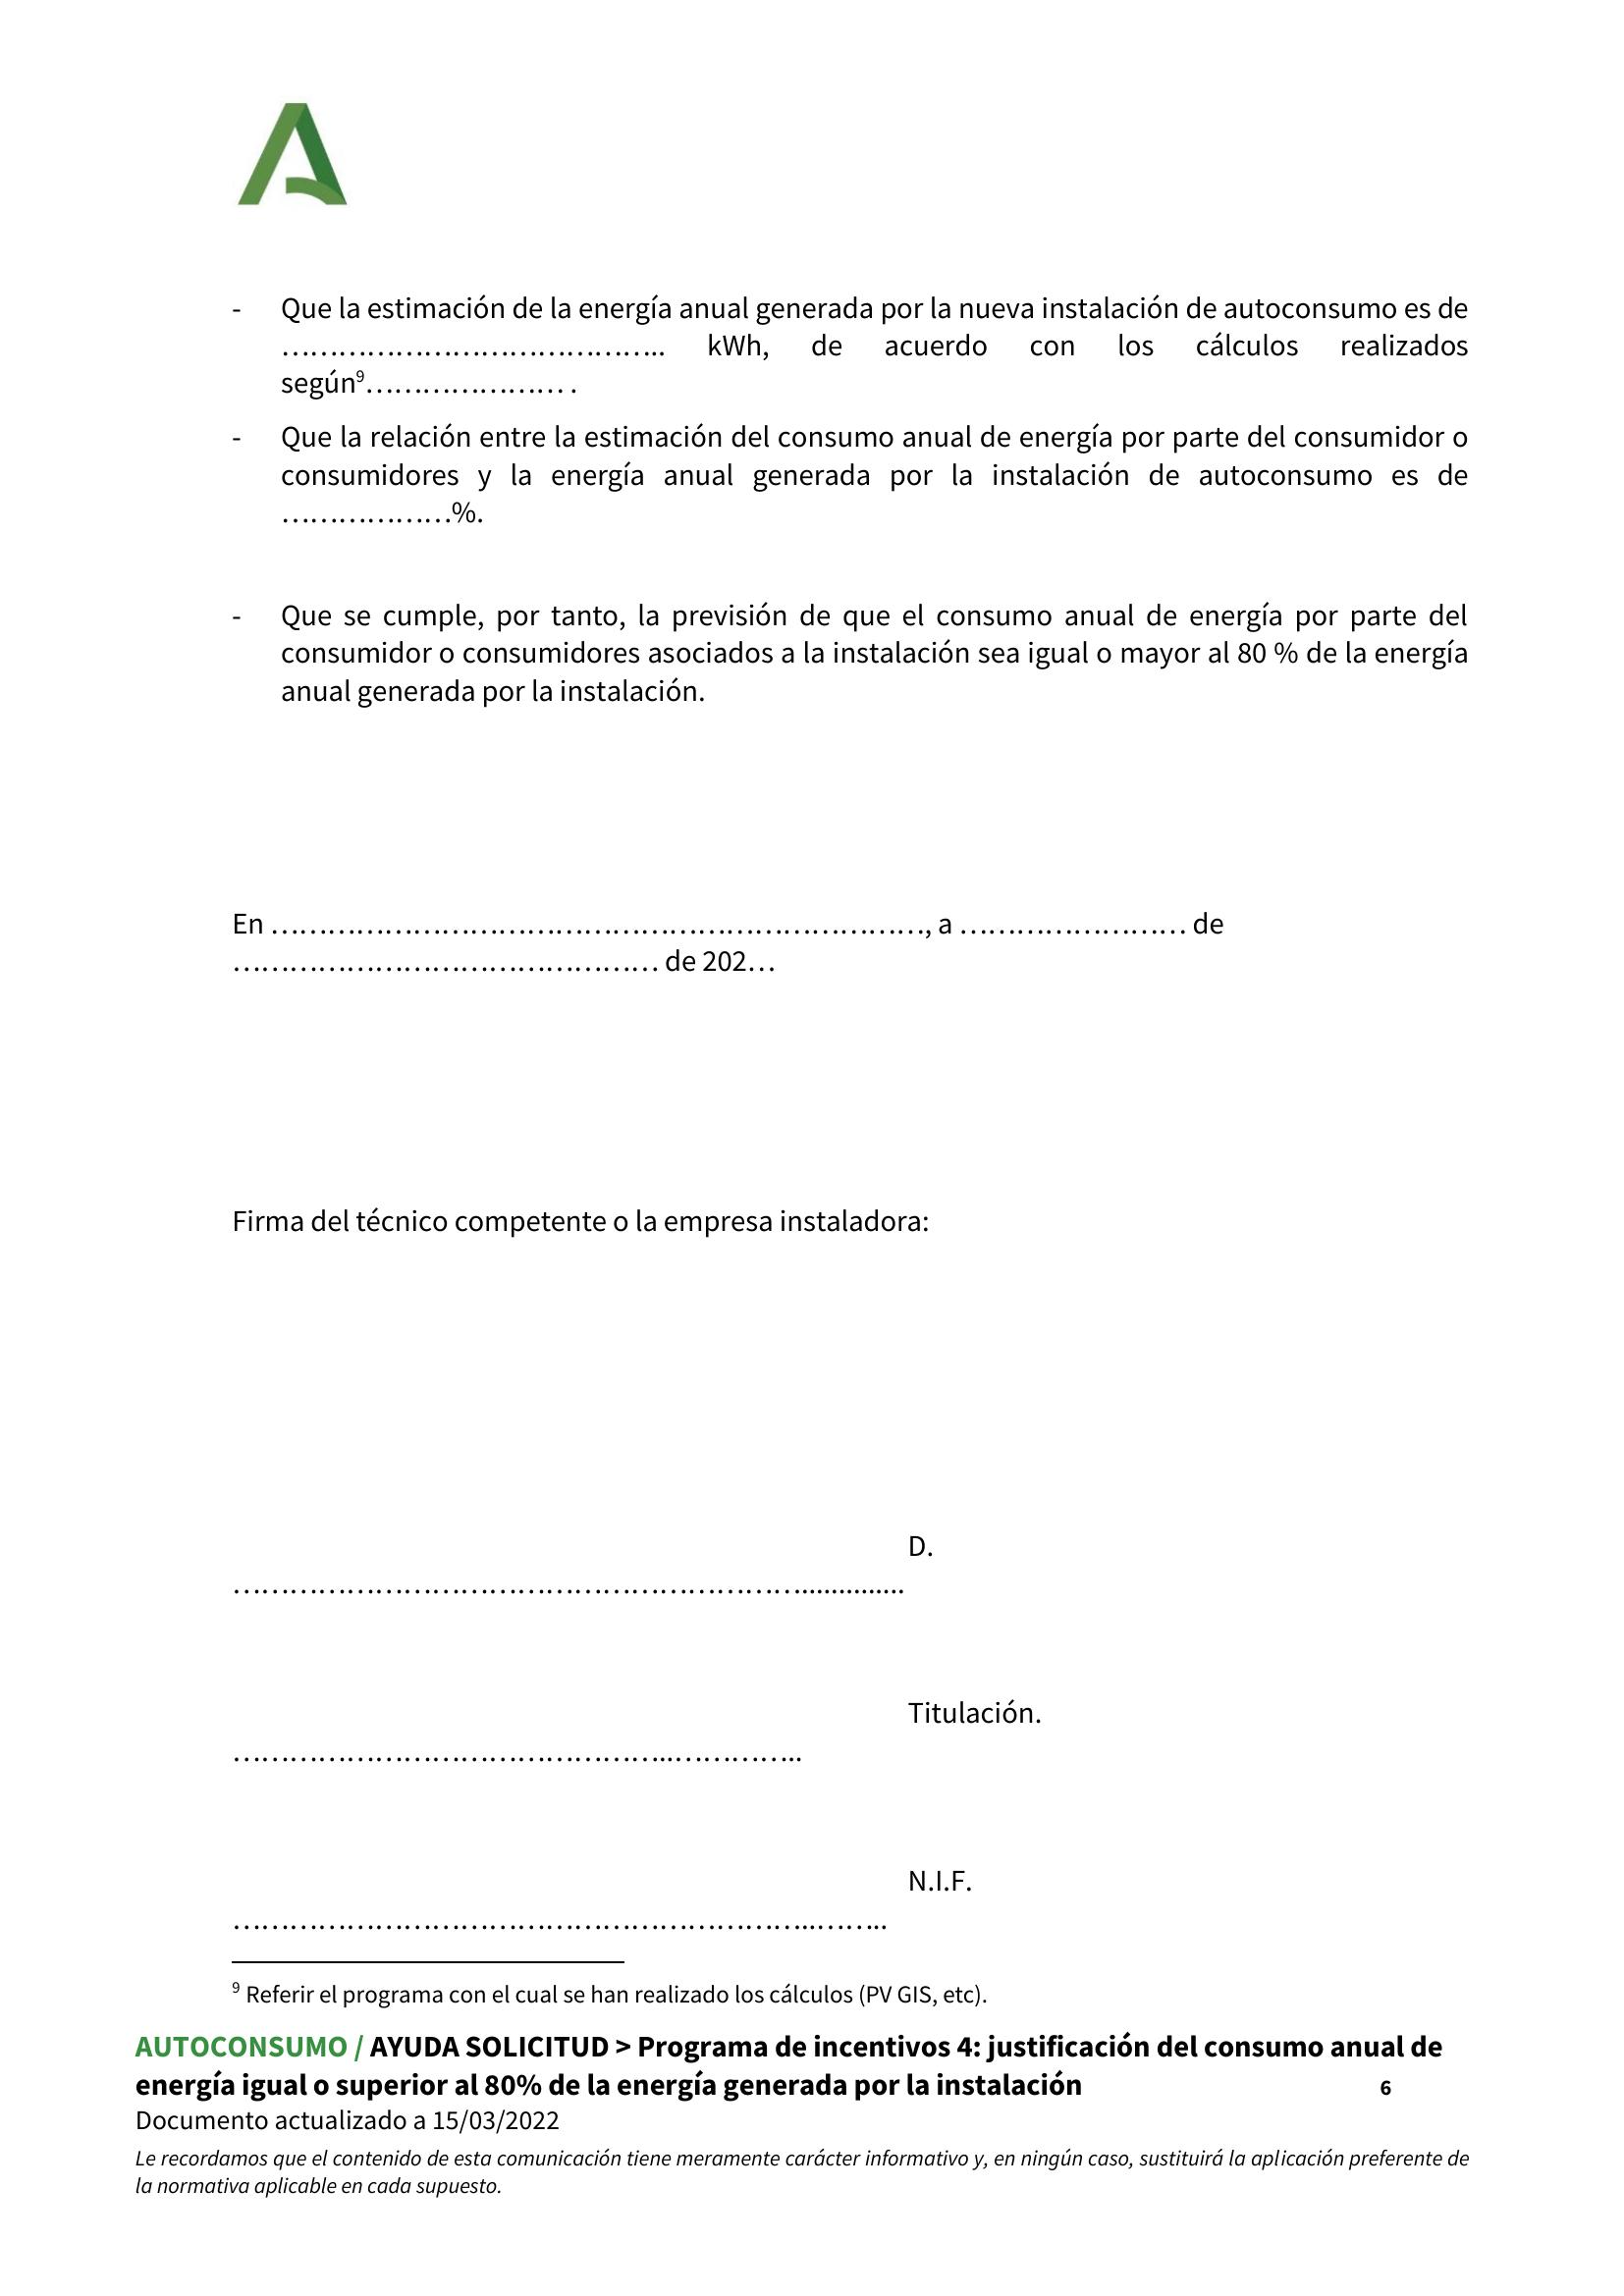 - Que la estimación de la energía anual generada por la nueva instalación de autoconsumo es de
………………………………….. kWh, de acuerdo con los cálculos realizados
según⁹…………………. .
- Que la relación entre la estimación del consumo anual de energía por parte del consumidor o
consumidores y la energía anual generada por la instalación de autoconsumo es de
………………%.
- Que se cumple, por tanto, la previsión de que el consumo anual de energía por parte del
consumidor o consumidores asociados a la instalación sea igual o mayor al 80 % de la energía
anual generada por la instalación.
En ……………………………………………………………, a …………………… de
……………………………………… de 202…
Firma del técnico competente o la empresa instaladora:
D.
……………………………………………………..............
Titulación.
………………………………………..…………..
N.I.F.
……………………………………………………..……..
⁹ Referir el programa con el cual se han realizado los cálculos (PV GIS, etc).
AUTOCONSUMO / AYUDA SOLICITUD > Programa de incentivos 4: justificación del consumo anual de
energía igual o superior al 80% de la energía generada por la instalación 6
Documento actualizado a 15/03/2022
Le recordamos que el contenido de esta comunicación tiene meramente carácter informativo y, en ningún caso, sustituirá la aplicación preferente de
la normativa aplicable en cada supuesto.